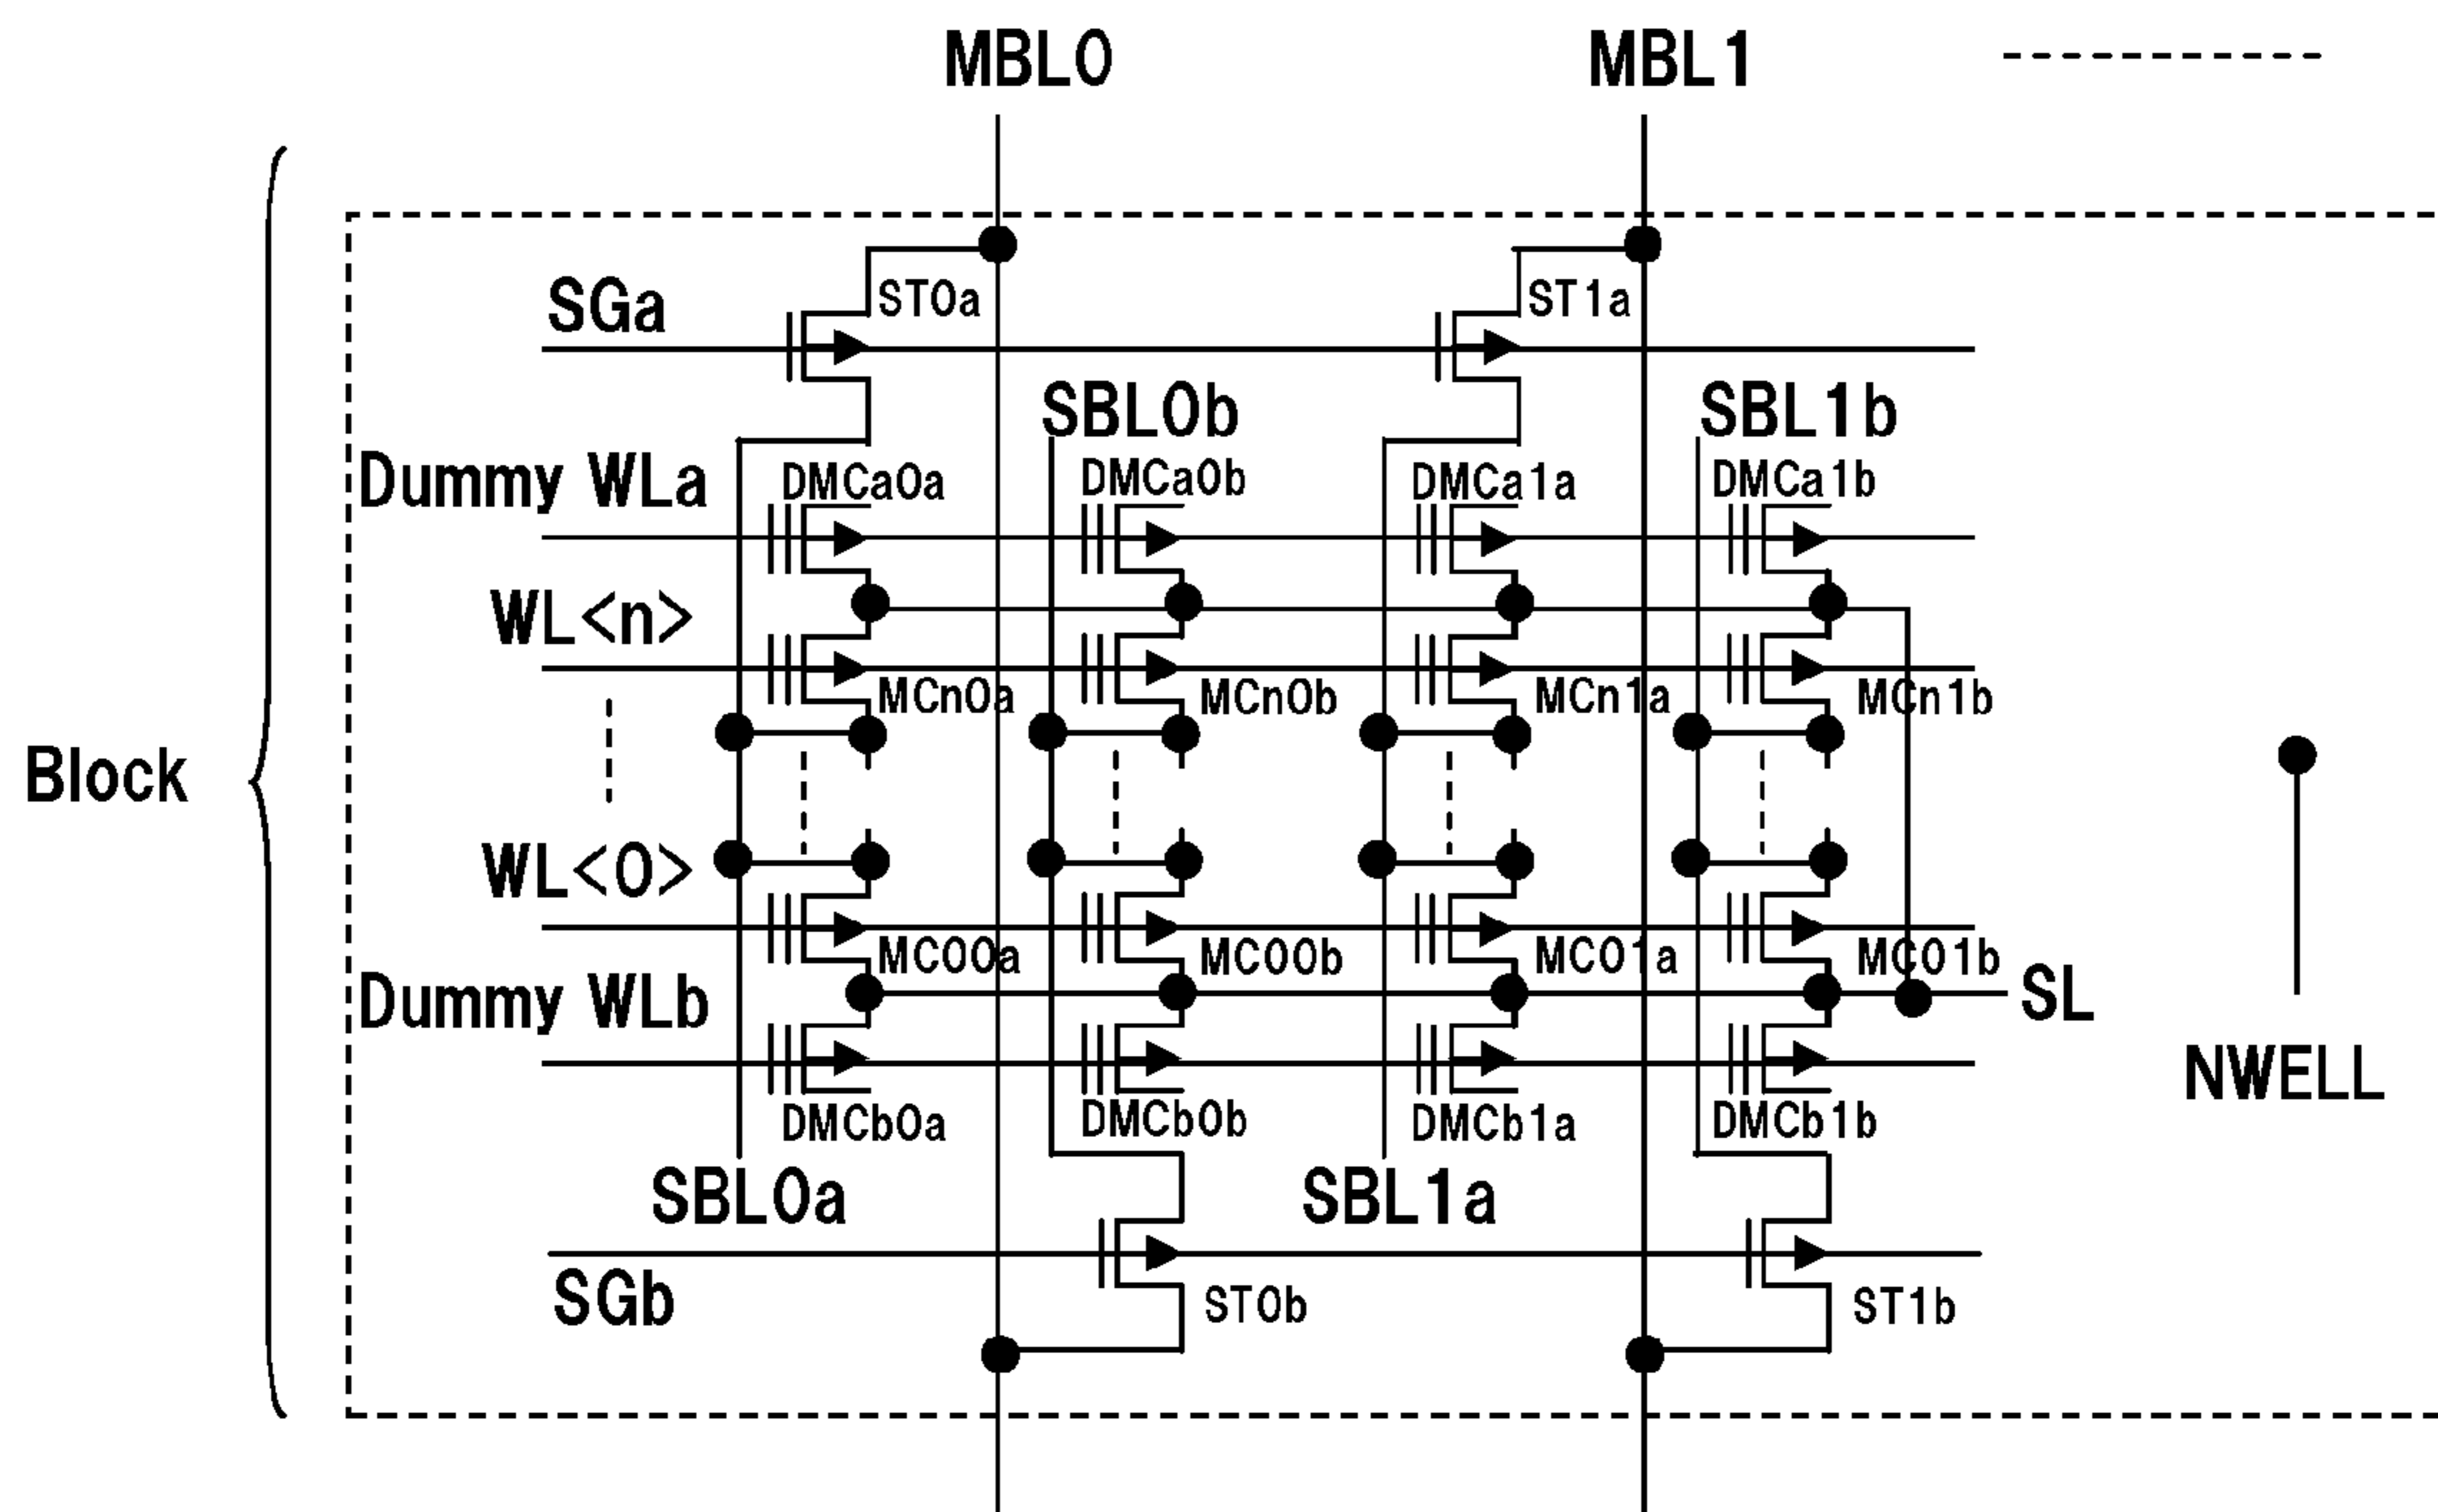 MBL0 MBL1
SGa ST0a ST1a
SBL0b SBL1b
Dummy WLa DMCa0a DMCa0b DMCa1a DMCa1b
WL<n>
MCn0a MCn0b MCn1a MCn1b
Block
WL<0>
MC00a MC00b MC01a MC01b
Dummy WLb SL
NWELL
DMCb0a DMCb0b DMCb1a DMCb1b
SBL0a SBL1a
SGb ST0b ST1b